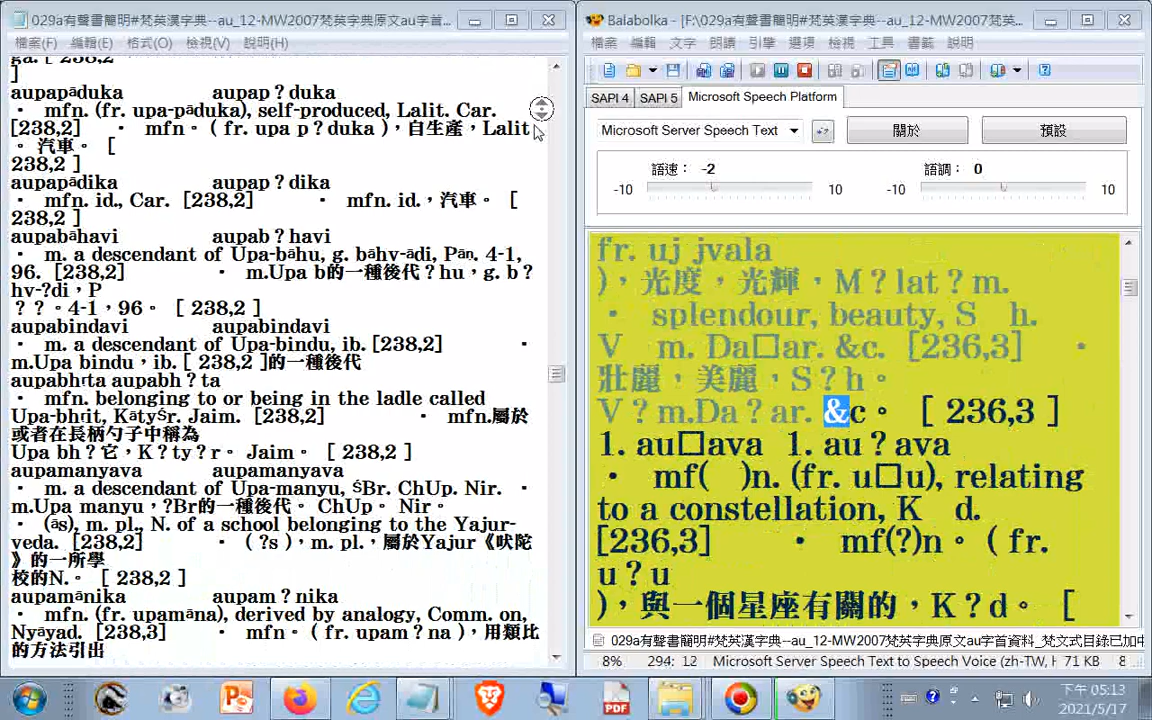 029a有聲書簡明#梵英漢字典--au_12-MW2007梵英字典原文au字首...
檔案(F) 編輯(E) 格式(O) 檢視(V) 說明(H)
ga. [ 238,2
]
aupapāduka aupap ? duka
• mfn. (fr. upa-pāduka), self-produced, Lalit. Car.
[238,2] • mfn。 ( fr. upa p ? duka )，自生產，Lalit
。 汽車。 [
238,2 ]
aupapādika aupap ? dika
• mfn. id., Car. [238,2] • mfn. id.，汽車。 [
238,2 ]
aupabāhavi aupab ? havi
• m. a descendant of Upa-bāhu, g. bāhv-ādi, Pāṇ. 4-1,
96. [238,2] • m.Upa b的一種後代？hu，g. b？
hv-?di，P
？？。4-1，96。 [ 238,2 ]
aupabindavi aupabindavi
• m. a descendant of Upa-bindu, ib. [238,2] •
m.Upa bindu，ib. [ 238,2 ]的一種後代
aupabhṛta aupabh ? ta
• mfn. belonging to or being in the ladle called
Upa-bhṛit, KātyŚr. Jaim. [238,2] • mfn.屬於
或者在長柄勺子中稱為
Upa bh？它，K？ty？r。 Jaim。 [ 238,2 ]
aupamanyava aupamanyava
• m. a descendant of Upa-manyu, ŚBr. ChUp. Nir.
m.Upa manyu，?Br的一種後代。 ChUp。 Nir。
• (ās), m. pl., N. of a school belonging to the Yajur-
veda. [238,2] • ( ?s )，m. pl.，屬於Yajur《吠陀
》的一所學
校的N.。 [ 238,2 ]
aupamānika aupam ? nika
• mfn. (fr. upamāna), derived by analogy, Comm. on,
Nyāyad. [238,3] • mfn。 ( fr. upam ? na )，用類比
的方法引出
Balabolka - [F:\029a有聲書簡明#梵英漢字典--au_12-MW2007梵英...
檔案 編輯 文字 朗讀 引擎 選項 檢視 工具 書籤 說明
SAPI 4 SAPI 5 Microsoft Speech Platform
Microsoft Server Speech Text 關於 預設
語速： -2 語調： 0
-10 10 -10 10
fr. uj jvala
)，光度，光輝，M？lat？m.
• splendour, beauty, S h.
V m. Da□ar. &c. [236,3] •
壯麗，美麗，S？h。
V？m.Da？ar. &c。 [ 236,3 ]
1. au□ava 1. au？ava
• mf( )n. (fr. u□u), relating
to a constellation, K d.
[236,3] • mf(?)n。 ( fr.
u？u
)，與一個星座有關的，K？d。 [
029a有聲書簡明#梵英漢字典--au_12-MW2007梵英字典原文au字首資料_梵文式目錄已加中
8% 294: 12 Microsoft Server Speech Text to Speech Voice (zh-TW, H 71 KB 8
下午 05:13
2021/5/17